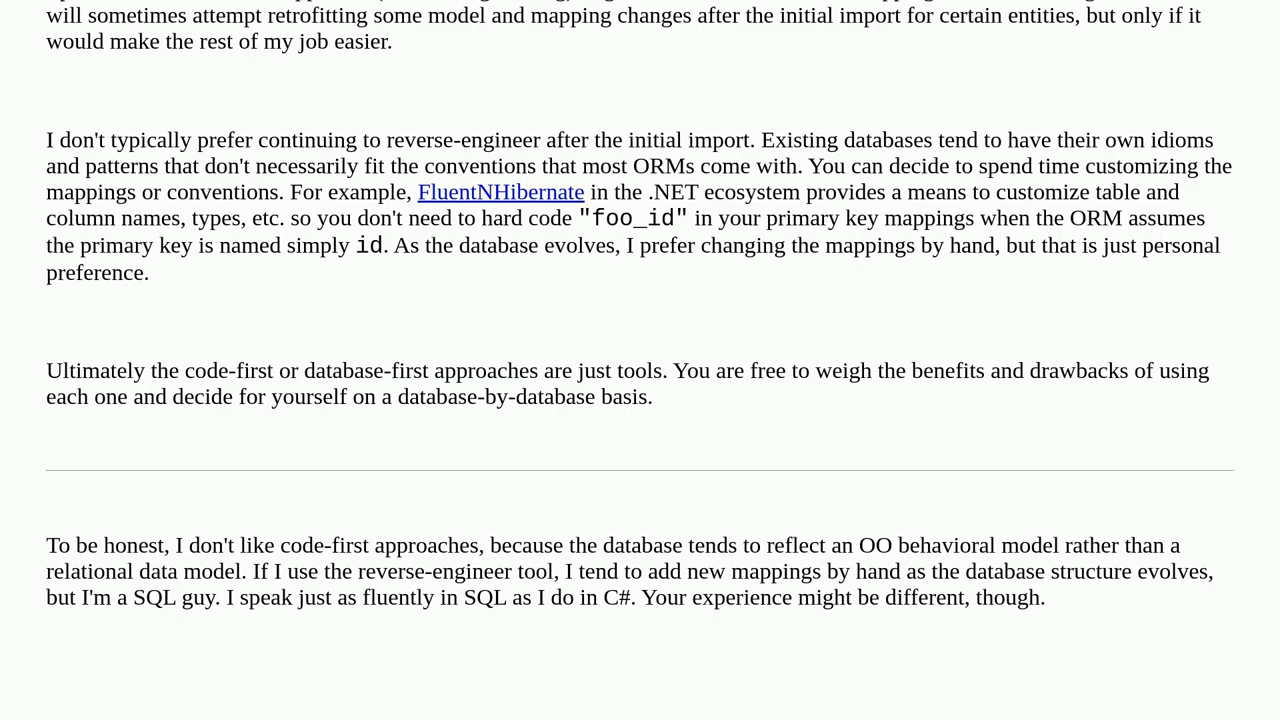 will sometimes attempt retrofitting some model and mapping changes after the initial import for certain entities, but only if it
would make the rest of my job easier.
I don't typically prefer continuing to reverse-engineer after the initial import. Existing databases tend to have their own idioms
and patterns that don't necessarily fit the conventions that most ORMs come with. You can decide to spend time customizing the
mappings or conventions. For example, FluentNHibernate in the .NET ecosystem provides a means to customize table and
column names, types, etc. so you don't need to hard code "foo_id" in your primary key mappings when the ORM assumes
the primary key is named simply id. As the database evolves, I prefer changing the mappings by hand, but that is just personal
preference.
Ultimately the code-first or database-first approaches are just tools. You are free to weigh the benefits and drawbacks of using
each one and decide for yourself on a database-by-database basis.
To be honest, I don't like code-first approaches, because the database tends to reflect an OO behavioral model rather than a
relational data model. If I use the reverse-engineer tool, I tend to add new mappings by hand as the database structure evolves,
but I'm a SQL guy. I speak just as fluently in SQL as I do in C#. Your experience might be different, though.